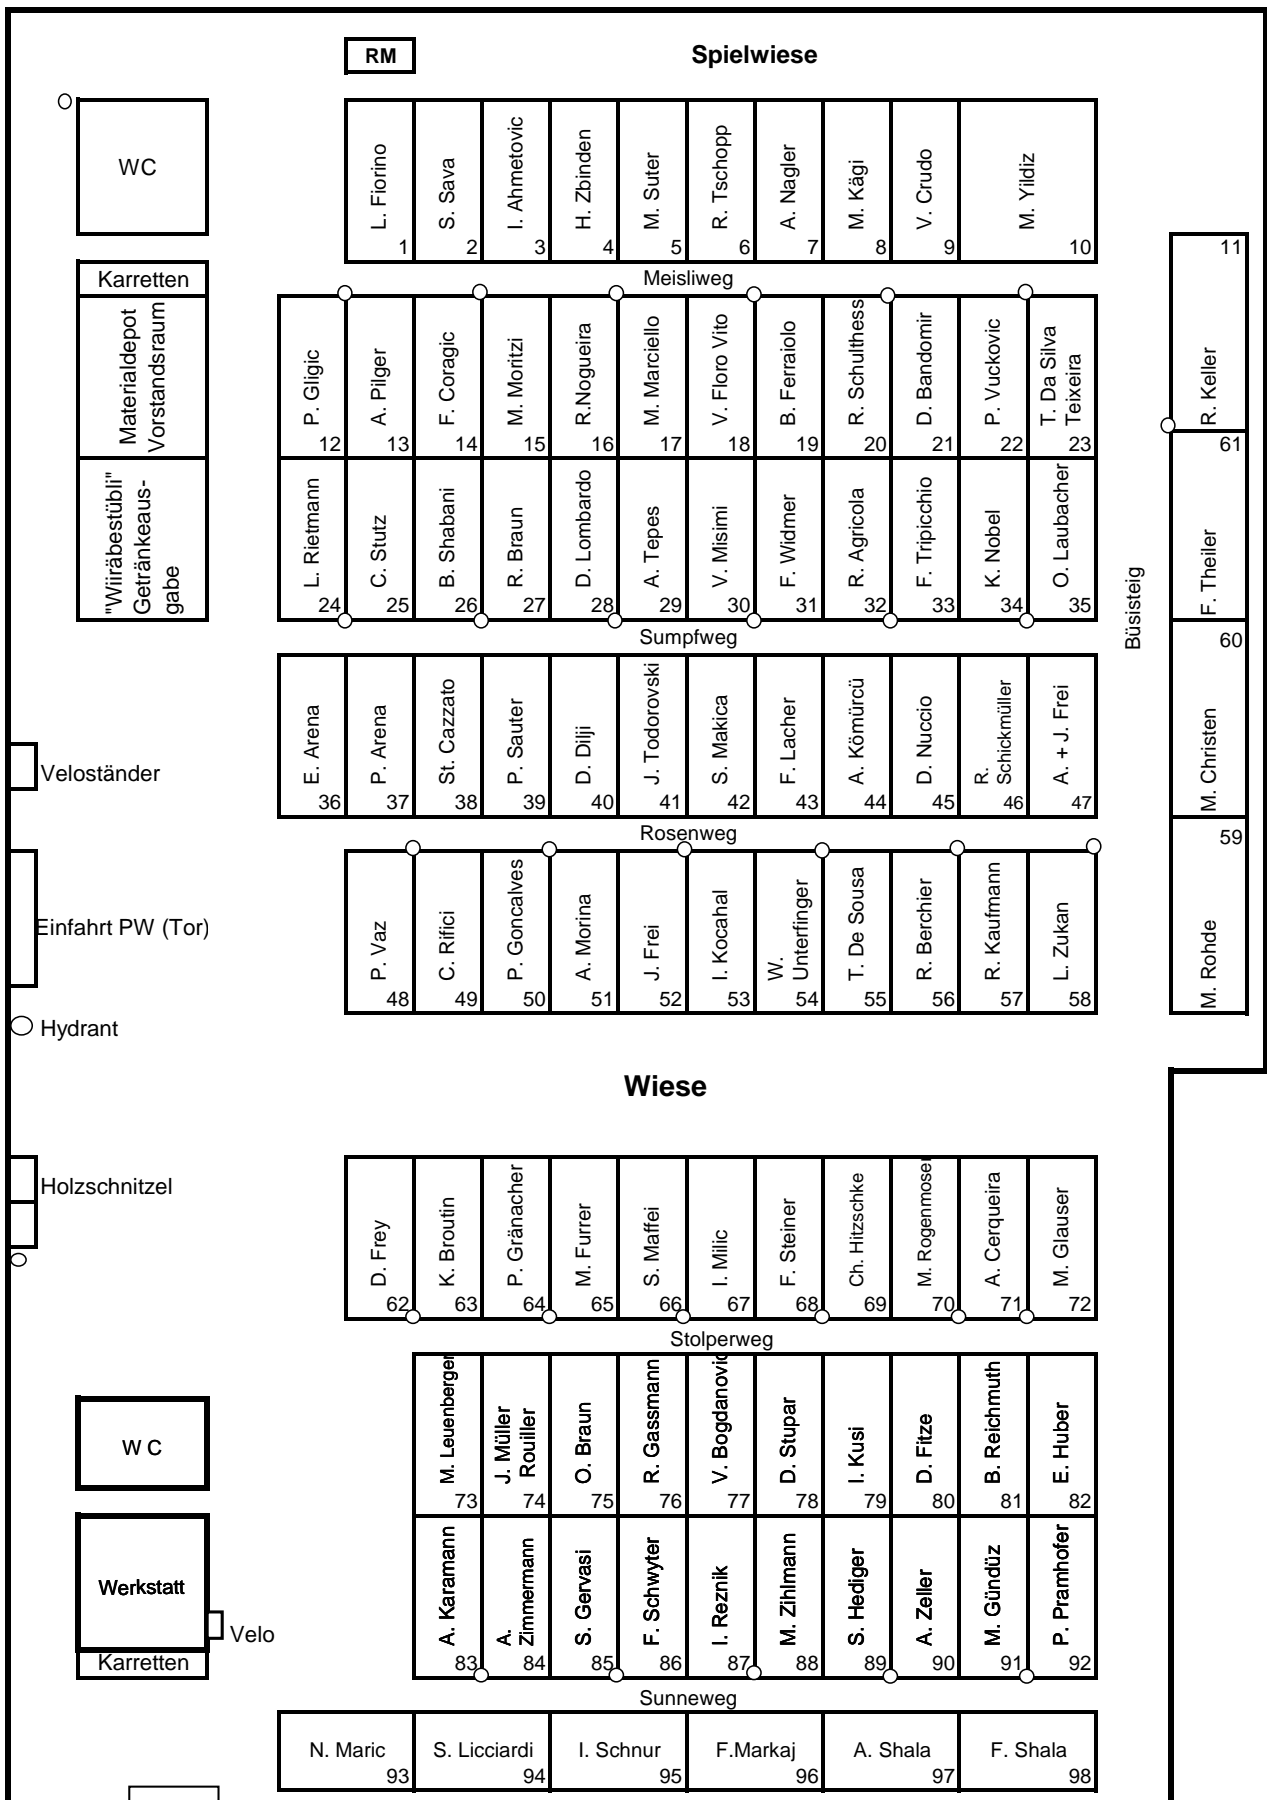 RM
Spielwiese
WC
L. Fiorino
1
S. Sava
2
I. Ahmetovic
3
H. Zbinden
4
M. Suter
5
R. Tschopp
6
A. Nagler
7
M. Kägi
8
V. Crudo
9
M. Yildiz
10
Meisliweg
Karretten
Materialdepot
Vorstandsraum
"Wiiräbestübli"
Getränkeaus-
gabe
P. Gligic
12
A. Pilger
13
F. Coragic
14
M. Moritzi
15
R.Nogueira
16
M. Marciello
17
V. Floro Vito
18
B. Ferraiolo
19
R. Schulthess
20
D. Bandomir
21
P. Vuckovic
22
T. Da Silva
Teixeira
23
L. Rietmann
24
C. Stutz
25
B. Shabani
26
R. Braun
27
D. Lombardo
28
A. Tepes
29
V. Misimi
30
F. Widmer
31
R. Agricola
32
F. Tripicchio
33
K. Nobel
34
O. Laubacher
35
Büsisteig
11
R. Keller
61
F. Theiler
60
M. Christen
59
M. Rohde
Sumpfweg
E. Arena
36
P. Arena
37
St. Cazzato
38
P. Sauter
39
D. Dilji
40
J. Todorovski
41
S. Makica
42
F. Lacher
43
A. Kömürcü
44
D. Nuccio
45
R.
Schickmüller
46
A. + J. Frei
47
Veloständer
Rosenweg
Einfahrt PW (Tor)
P. Vaz
48
C. Rifici
49
P. Goncalves
50
A. Morina
51
J. Frei
52
I. Kocahal
53
W.
Unterfinger
54
T. De Sousa
55
R. Berchier
56
R. Kaufmann
57
L. Zukan
58
Hydrant
Wiese
Holzschnitzel
D. Frey
62
K. Broutin
63
P. Gränacher
64
M. Furrer
65
S. Maffei
66
I. Milic
67
F. Steiner
68
Ch. Hitzschke
69
M. Rogenmoser
70
A. Cerqueira
71
M. Glauser
72
Stolperweg
WC
M. Leuenberger
73
J. Müller
Rouiller
74
O. Braun
75
R. Gassmann
76
V. Bogdanovic
77
D. Stupar
78
I. Kusi
79
D. Fitze
80
B. Reichmuth
81
E. Huber
82
Werkstatt
Velo
Karretten
A. Karamann
83
A.
Zimmermann
84
S. Gervasi
85
F. Schwyter
86
I. Reznik
87
M. Zihlmann
88
S. Hediger
89
A. Zeller
90
M. Gündüz
91
P. Pramhofer
92
Sunneweg
N. Maric
93
S. Licciardi
94
I. Schnur
95
F.Markaj
96
A. Shala
97
F. Shala
98